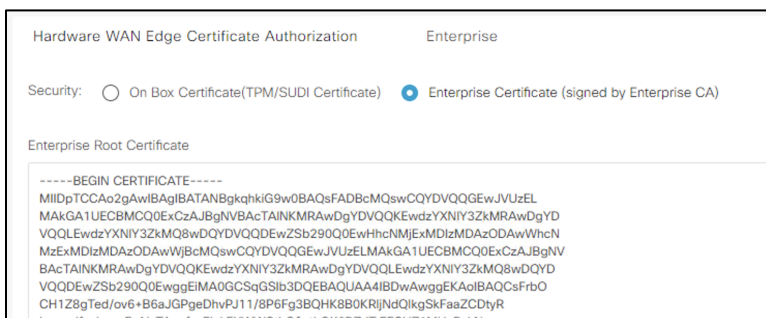 Hardware WAN Edge Certificate Authorization Enterprise
Security: On Box Certificate(TPM/SUDI Certificate) Enterprise Certificate (signed by Enterprise CA)
Enterprise Root Certificate
-----BEGIN CERTIFICATE-----
MIIDpTCCAo2gAwIBAgIBATANBgkqhkiG9w0BAQsFADBcMQswCQYDVQQGEwJVUzEL
MAkGA1UECBMCQ0ExCzAJBgNVBAcTAlNKMRAwDgYDVQQKEwdzYXNlY3ZkMRAwDgYD
VQQLEwdzYXNlY3ZkMQ8wDQYDVQQDEwZSb290Q0EwHhcNMjExMDIzMDAzODAwWhcN
MzExMDIzMDAzODAwWjBcMQswCQYDVQQGEwJVUzELMAkGA1UECBMCQ0ExCzAJBgNV
BAcTAlNKMRAwDgYDVQQKEwdzYXNlY3ZkMRAwDgYDVQQLEwdzYXNlY3ZkMQ8wDQYD
VQQDEwZSb290Q0EwggEiMA0GCSqGSIb3DQEBAQUAA4IBDwAwggEKAoIBAQCsFrbO
CH1Z8gTed/ov6+B6aJGPgeDhvPJ11/8P6Fg3BQHK8B0KRljNdQlkgSkFaaZCDtyR